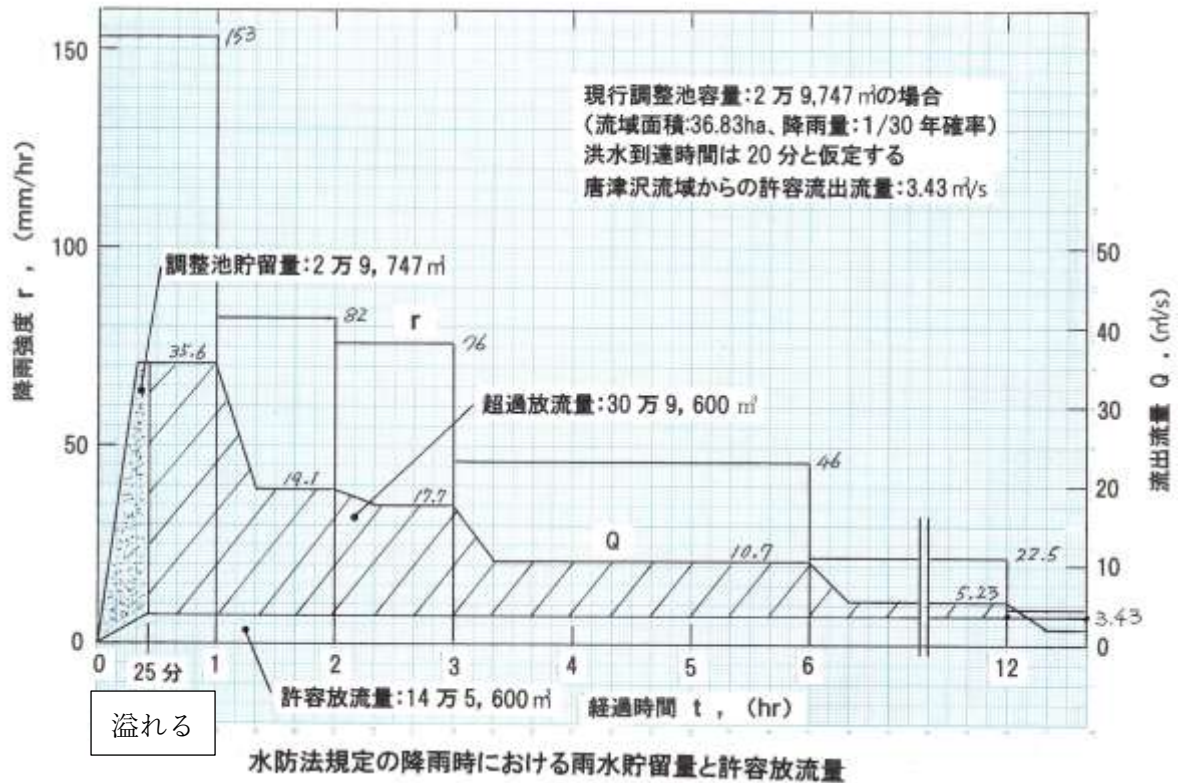 150
100
50
0
降雨強度 r , (mm/hr)
153
現行調整池容量:2万9,747㎥の場合
(流域面積:36.83ha、降雨量:1/30年確率)
洪水到達時間は20分と仮定する
唐津沢流域からの許容流出流量:3.43㎥/s
調整池貯留量:2万9,747㎥
82
r
76
35.6
超過放流量:30万9,600㎥
46
19.1
17.7
Q
10.7
22.5
5.23
3.43
50
40
30
20
10
0
流出流量 Q , (㎥/s)
0
25分
1
2
3
4
5
6
12
許容放流量:14万5,600㎥
経過時間 t , (hr)
溢れる
水防法規定の降雨時における雨水貯留量と許容放流量